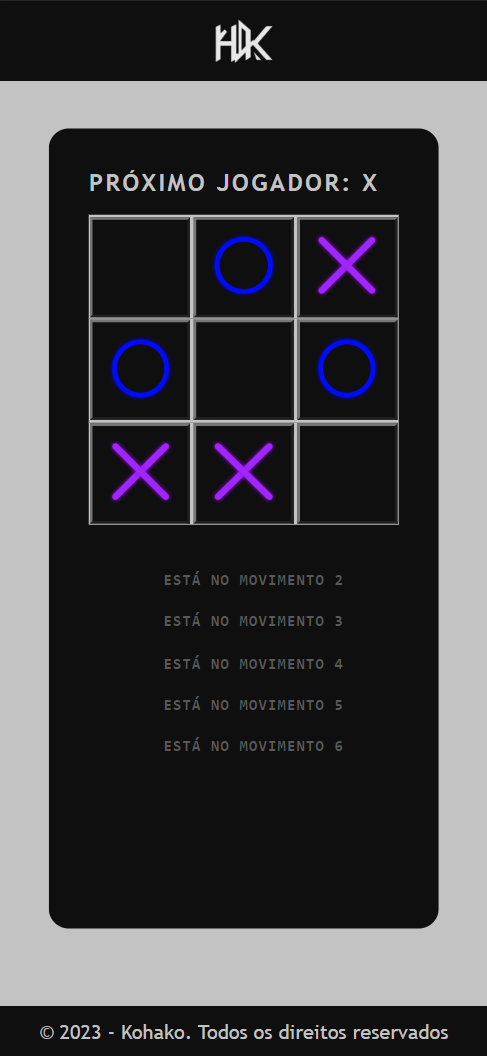 HDK
PRÓXIMO JOGADOR: X
ESTÁ NO MOVIMENTO 2
ESTÁ NO MOVIMENTO 3
ESTÁ NO MOVIMENTO 4
ESTÁ NO MOVIMENTO 5
ESTÁ NO MOVIMENTO 6
© 2023 - Kohako. Todos os direitos reservados